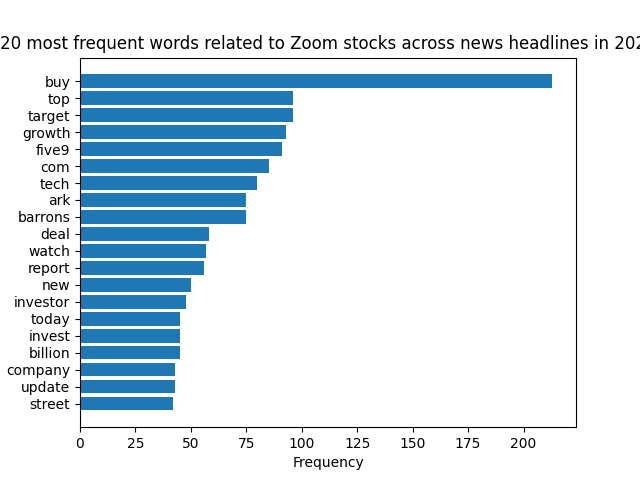 20 most frequent words related to Zoom stocks across news headlines in 202
buy
top
target
growth
five9
com
tech
ark
barrons
deal
watch
report
new
investor
today
invest
billion
company
update
street
0 25 50 75 100 125 150 175 200
Frequency